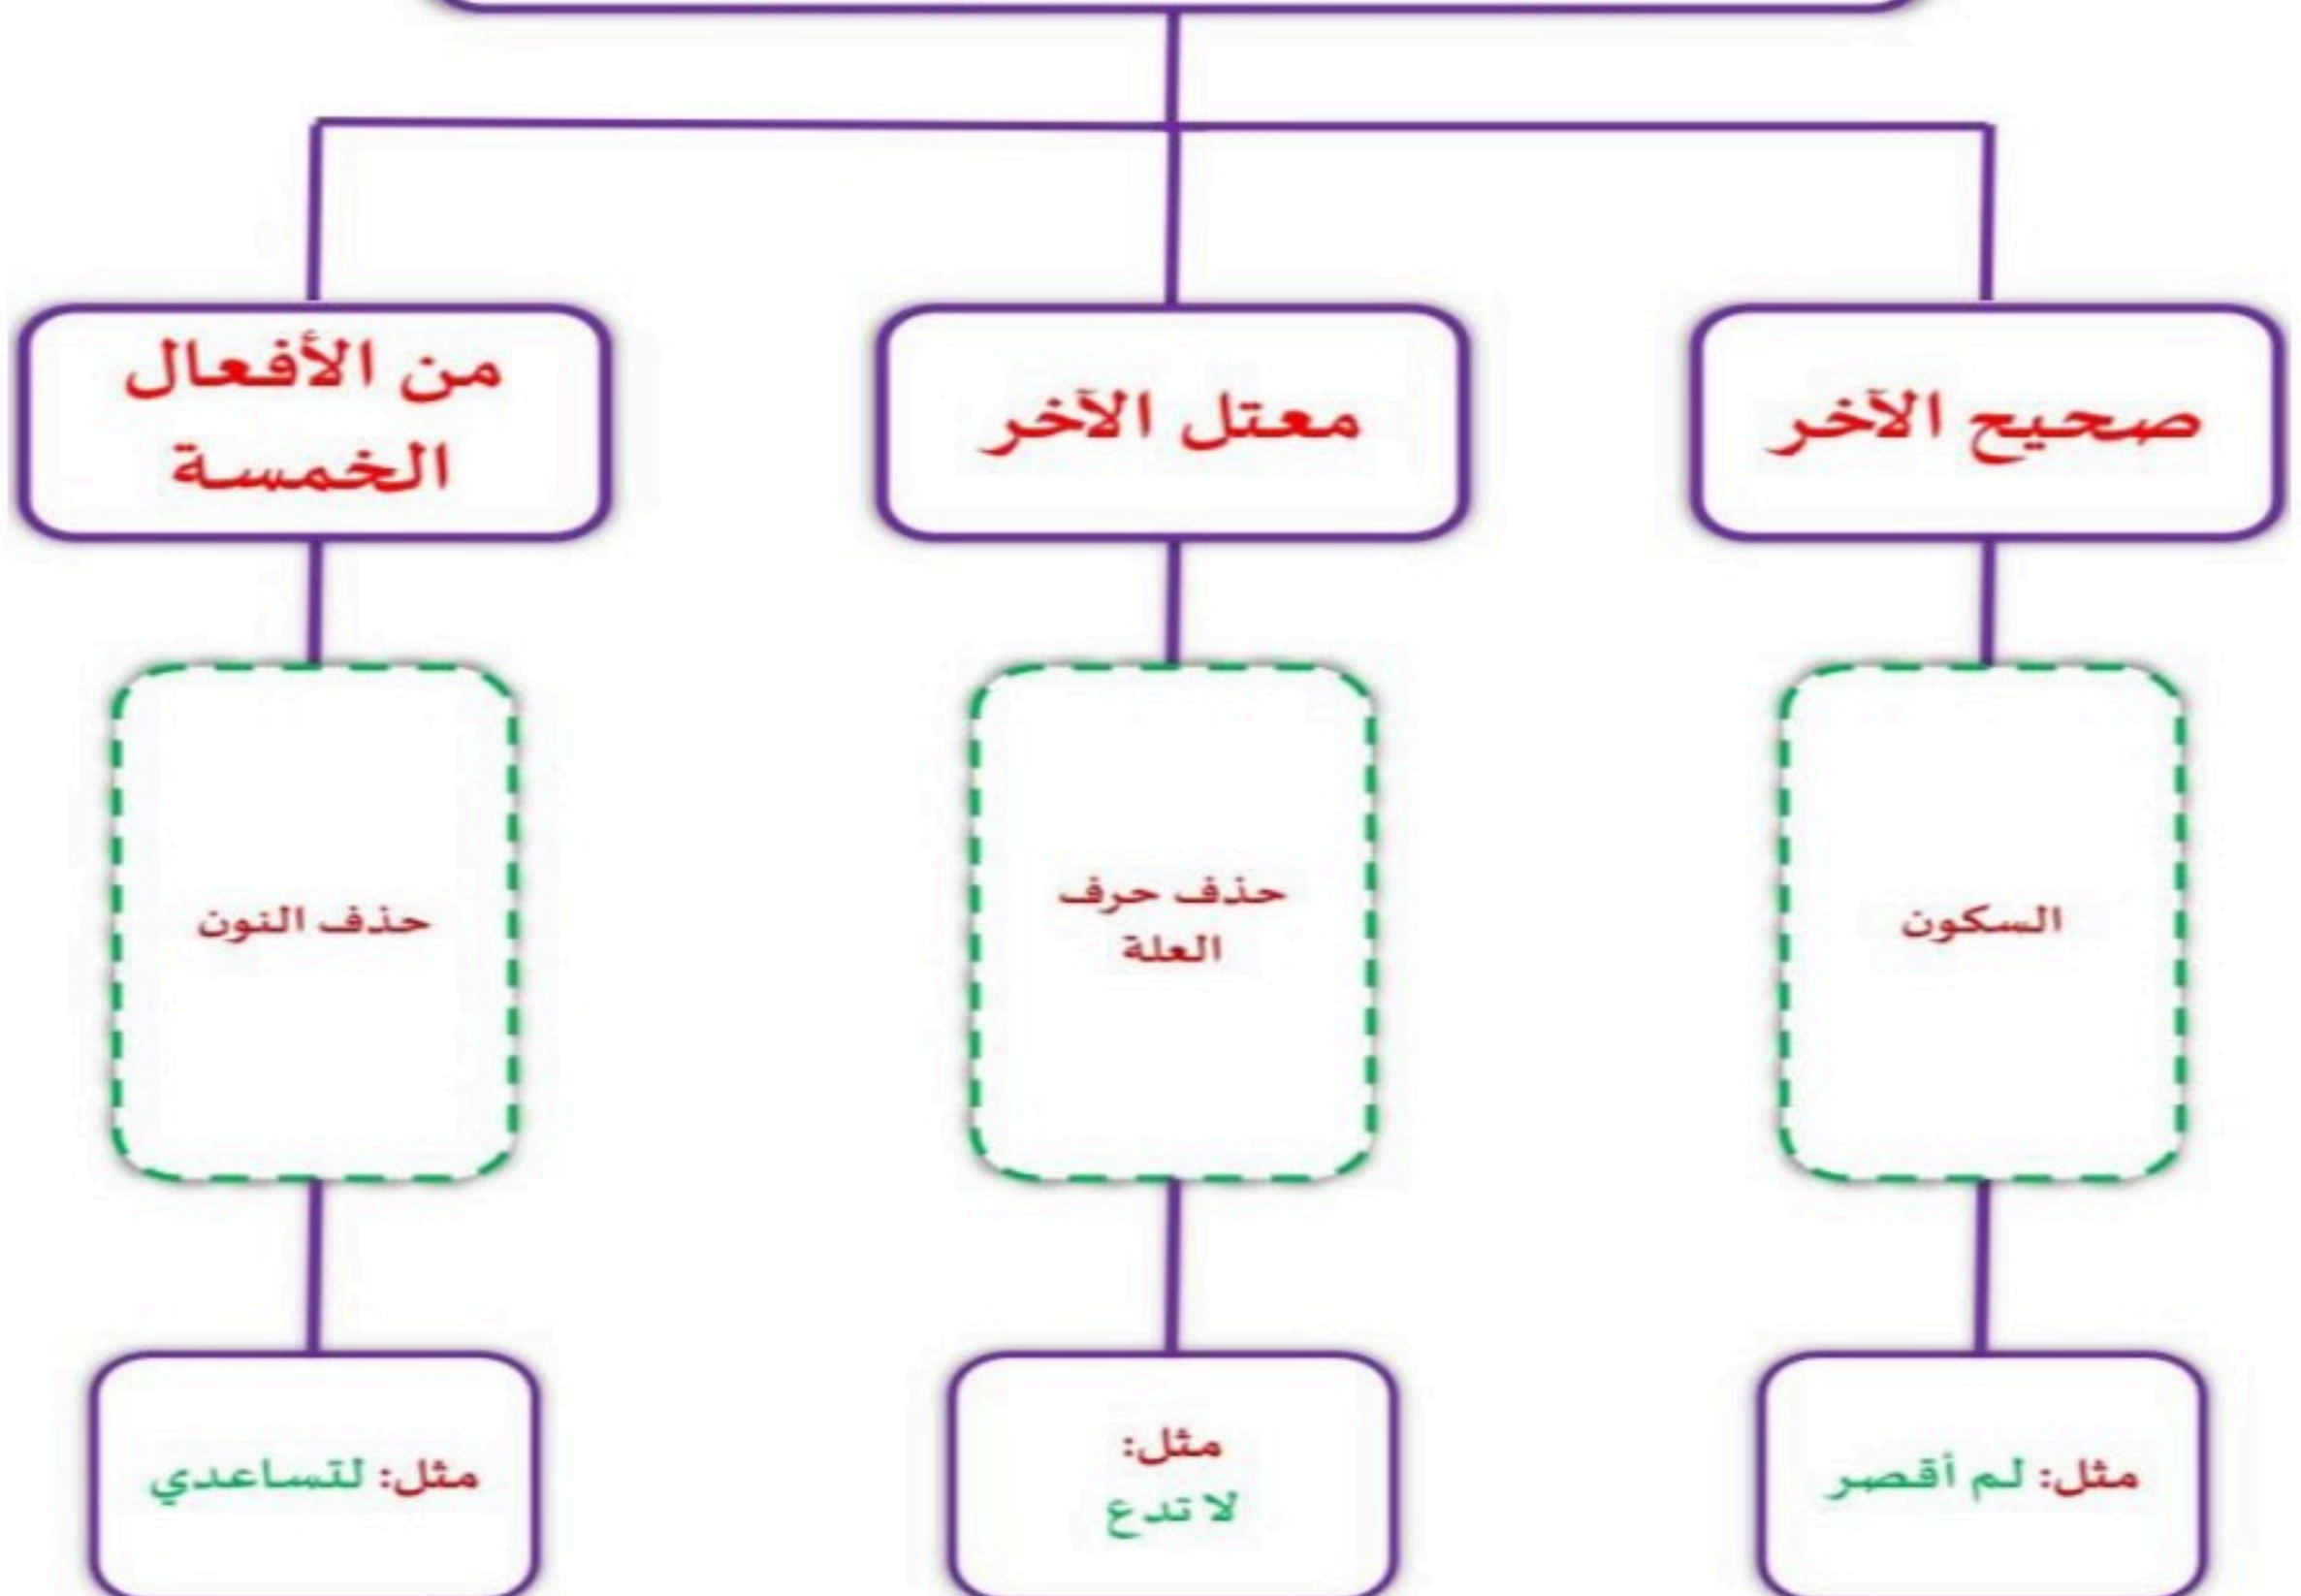 صحيح الآخر
معتل الآخر
من الأفعال
الخمسة
السكون
حذف حرف
العلة
حذف النون
مثل: لم أقصر
مثل:
لا تدع
مثل: لتساعدي